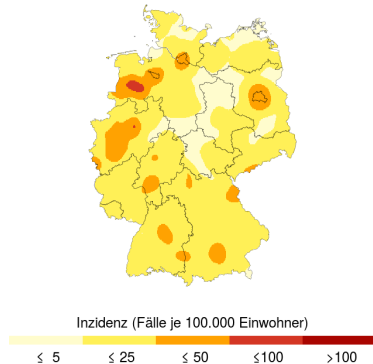 Inzidenz (Fälle je 100.000 Einwohner)
≤ 5 ≤ 25 ≤ 50 ≤100 >100